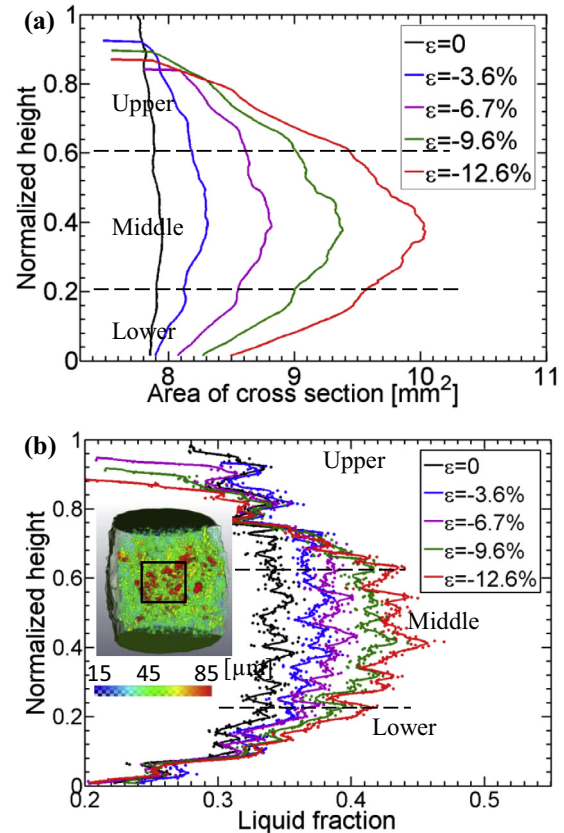 (a)
1
0.8
0.6
0.4
0.2
0
Normalized height
Upper
Middle
Lower
ε=0
ε=-3.6%
ε=-6.7%
ε=-9.6%
ε=-12.6%
8 9 10 11
Area of cross section [mm²]
(b)
1
0.8
0.6
0.4
0.2
0
Normalized height
Upper
Middle
Lower
ε=0
ε=-3.6%
ε=-6.7%
ε=-9.6%
ε=-12.6%
15 45 85 [µm]
0.2 0.3 0.4 0.5
Liquid fraction